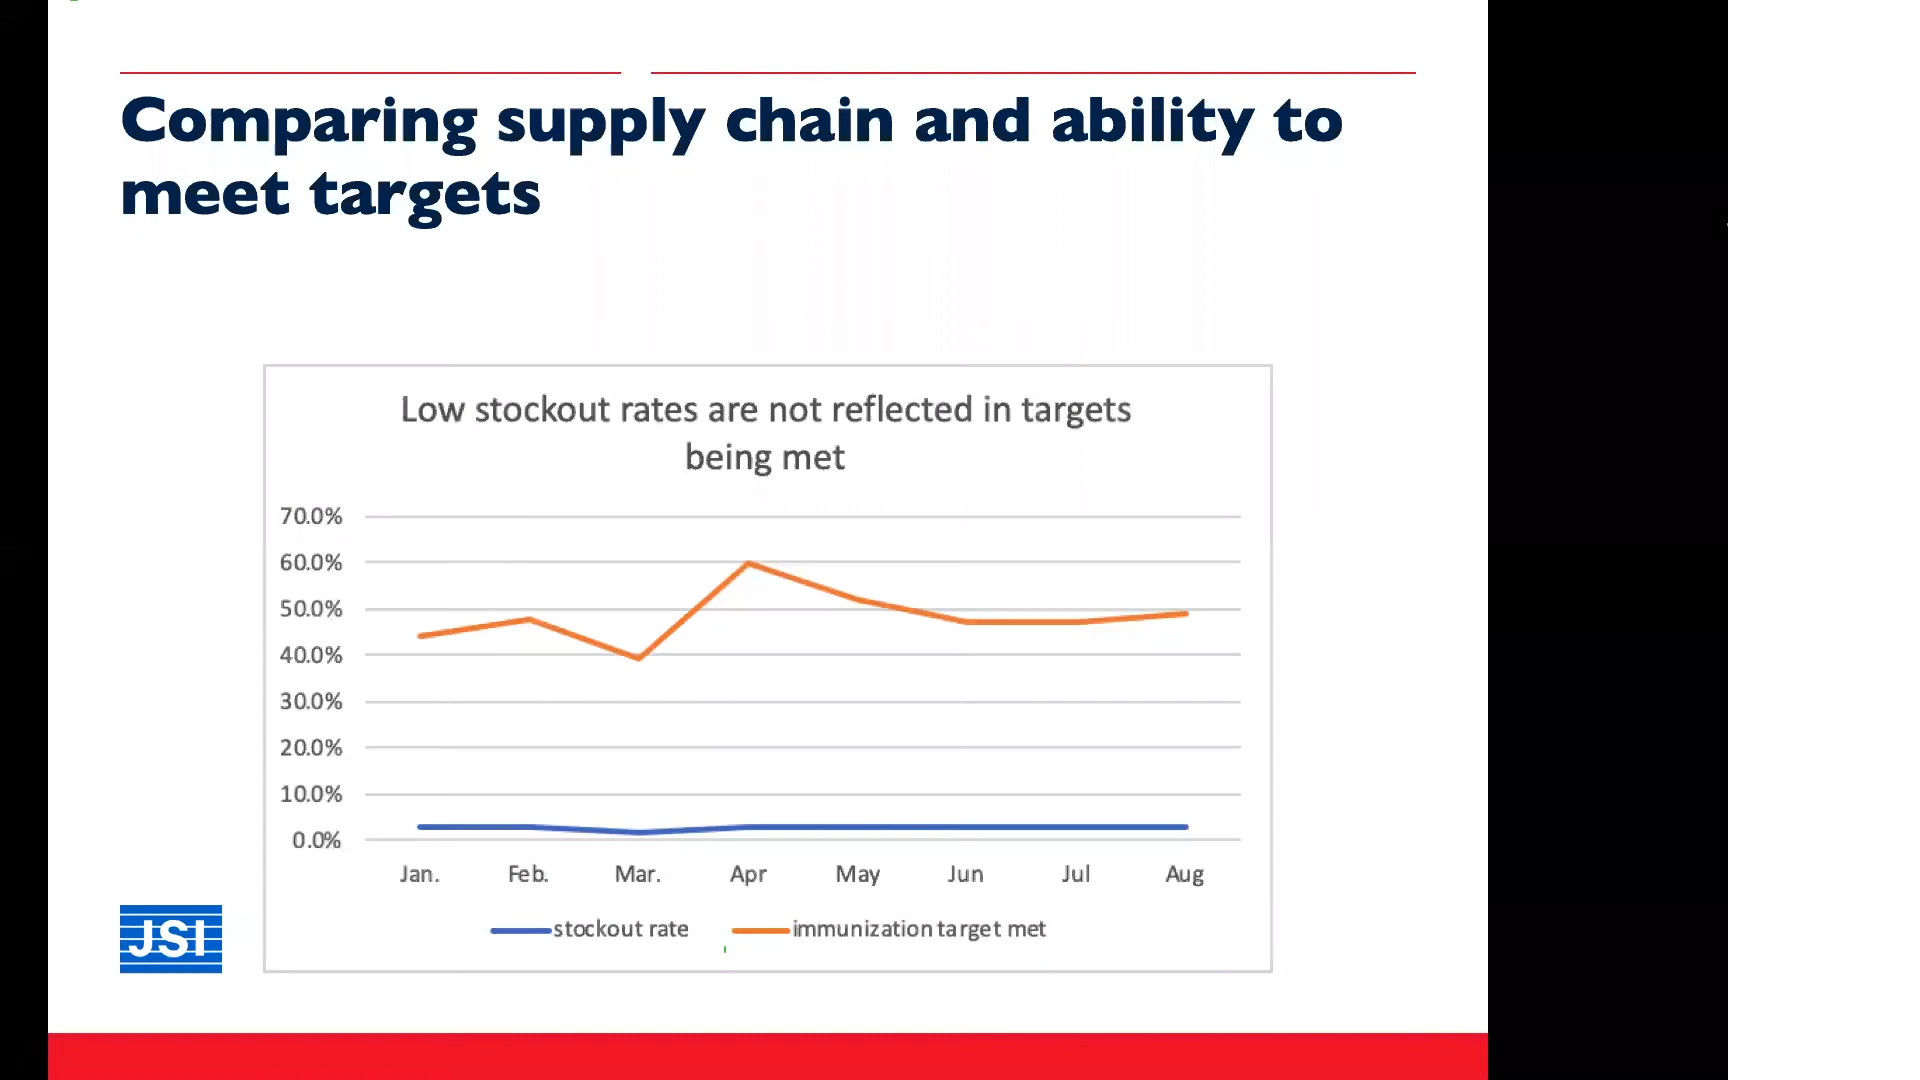 Comparing supply chain and ability to
meet targets
Low stockout rates are not reflected in targets
being met
70.0%
60.0%
50.0%
40.0%
30.0%
20.0%
10.0%
0.0%
Jan. Feb. Mar. Apr May Jun Jul Aug
stockout rate immunization target met
JSI